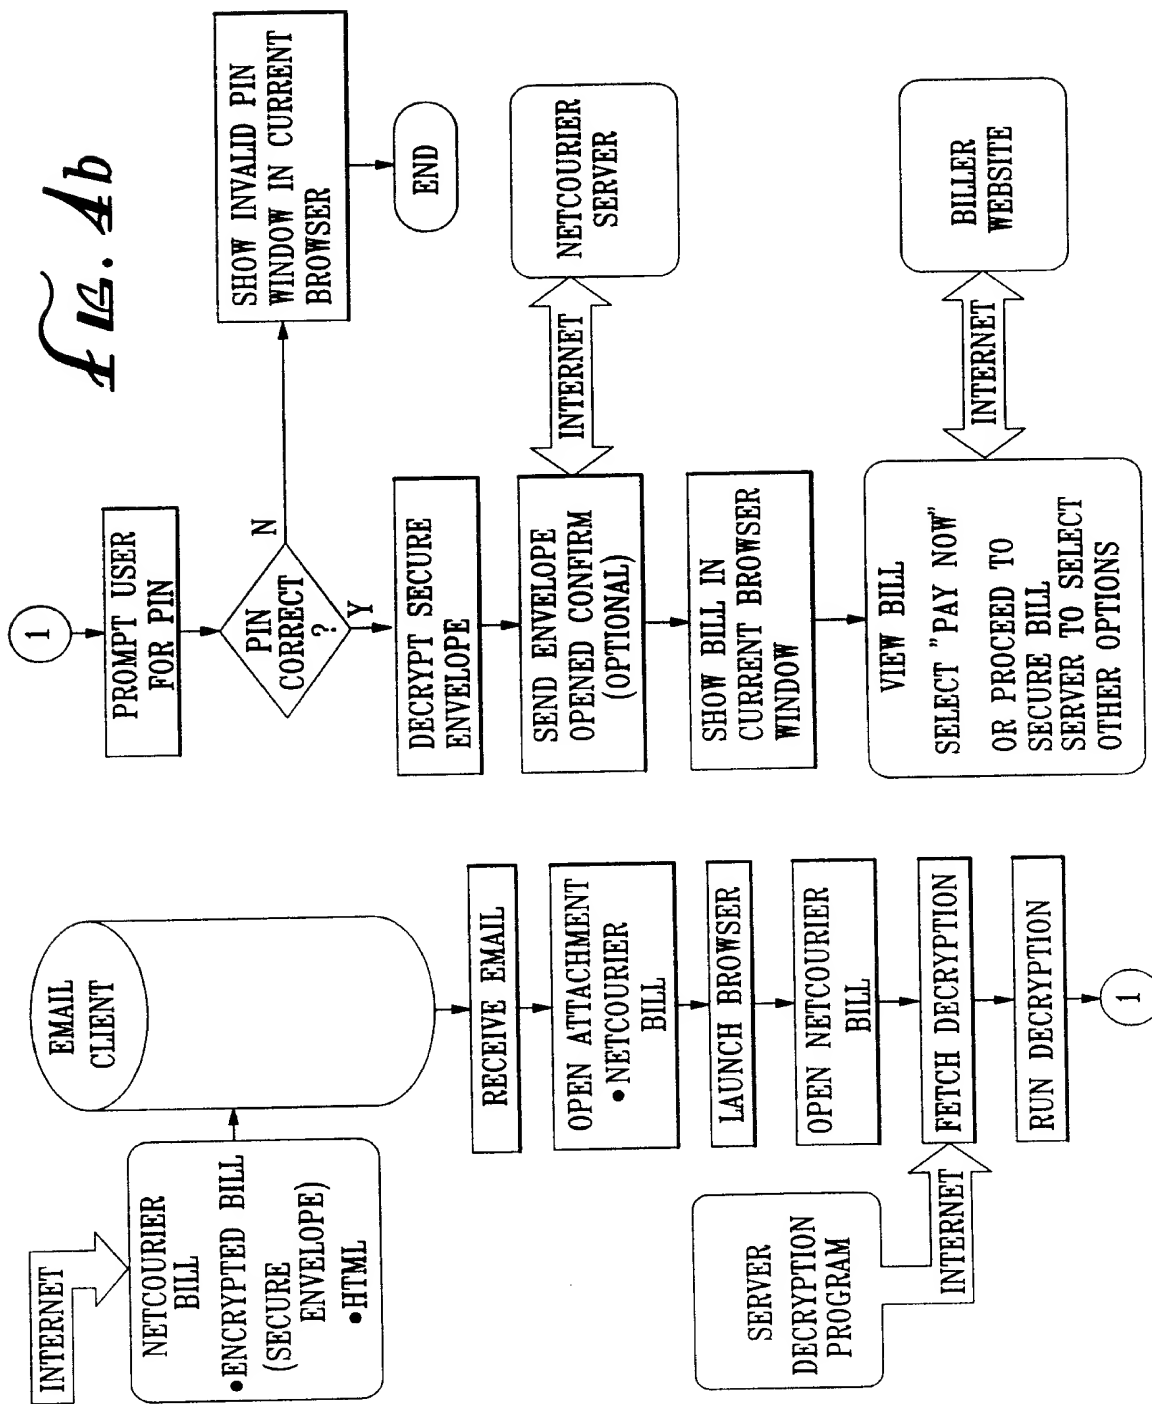 INTERNET
NETCOURIER
BILL
•ENCRYPTED BILL
(SECURE
ENVELOPE)
•HTML
EMAIL
CLIENT
RECEIVE EMAIL
OPEN ATTACHMENT
•NETCOURIER
BILL
LAUNCH BROWSER
OPEN NETCOURIER
BILL
SERVER
DECRYPTION
PROGRAM
INTERNET
FETCH DECRYPTION
RUN DECRYPTION
1
FIG. 4b
1
PROMPT USER
FOR PIN
PIN
CORRECT
?
N
Y
SHOW INVALID PIN
WINDOW IN CURRENT
BROWSER
END
DECRYPT SECURE
ENVELOPE
SEND ENVELOPE
OPENED CONFIRM
(OPTIONAL)
INTERNET
NETCOURIER
SERVER
SHOW BILL IN
CURRENT BROWSER
WINDOW
VIEW BILL
SELECT "PAY NOW"
OR PROCEED TO
SECURE BILL
SERVER TO SELECT
OTHER OPTIONS
INTERNET
BILLER
WEBSITE